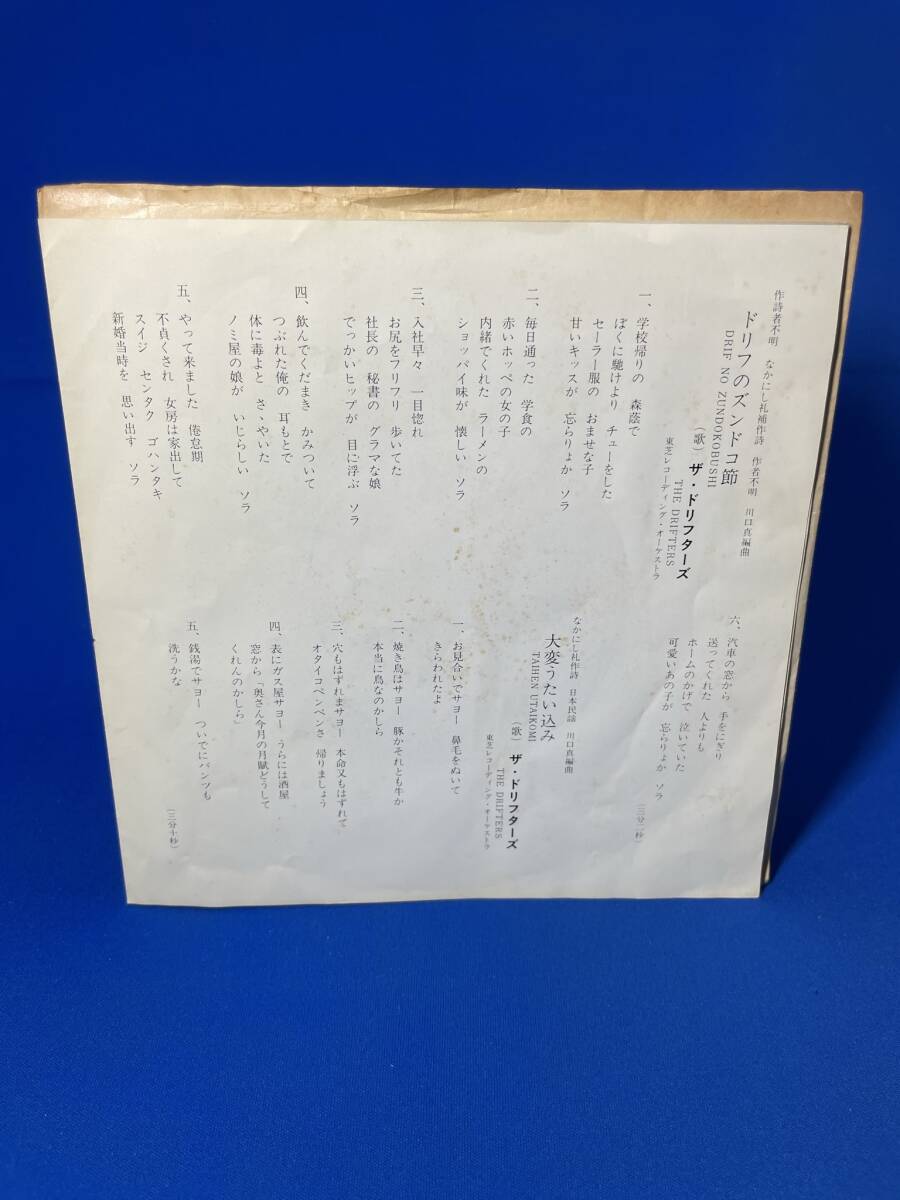 作詩者不明　なかにし礼補作詩　作者不明　川口真編曲
ドリフのズンドコ節
DRIF NO ZUNDOKOBUSHI
（歌）ザ・ドリフターズ
THE DRIFTERS
東芝レコーディング・オーケストラ
一、学校帰りの　森蔭で
ぼくに馳けより　チューをした
セーラー服の　おませな子
甘いキッスが　忘らりょか　ソラ
二、毎日通った　学食の
赤いホッペの女の子
内緒でくれた　ラーメンの
ショッパイ味が　懐しい　ソラ
三、入社早々　一目惚れ
お尻をフリフリ　歩いてた
社長の　秘書の　グラマな娘
でっかいヒップが　目に浮ぶ　ソラ
四、飲んでくだまき　かみついて
つぶれた俺の　耳もとで
体に毒よと　さゝやいた
ノミ屋の娘が　いじらしい　ソラ
五、やって来ました　倦怠期
不貞くされ　女房は家出して
スイジ　センタク　ゴハンタキ
新婚当時を　思い出す　ソラ
六、汽車の窓から　手をにぎり
送ってくれた　人よりも
ホームのかげで　泣いていた
可愛いあの子が　忘らりょか　ソラ
（三分二秒）
なかにし礼作詩　日本民謡　川口真編曲
大変うたい込み
TAIHEN UTAIKOMI
（歌）ザ・ドリフターズ
THE DRIFTERS
東芝レコーディング・オーケストラ
一、お見合いでサヨー　鼻毛をぬいて
きらわれたよ
二、焼き鳥はサヨー　豚かそれとも牛か
本当に鳥なのかしら
三、穴もはずれまサヨー　本命又もはずれて
オタイコペンペンさ　帰りましょう
四、表にガス屋サヨー　うらには酒屋
窓から「奥さん今月の月賦どうして
くれんのかしら」
五、銭湯でサヨー　ついでにパンツも
洗うかな
（三分十秒）